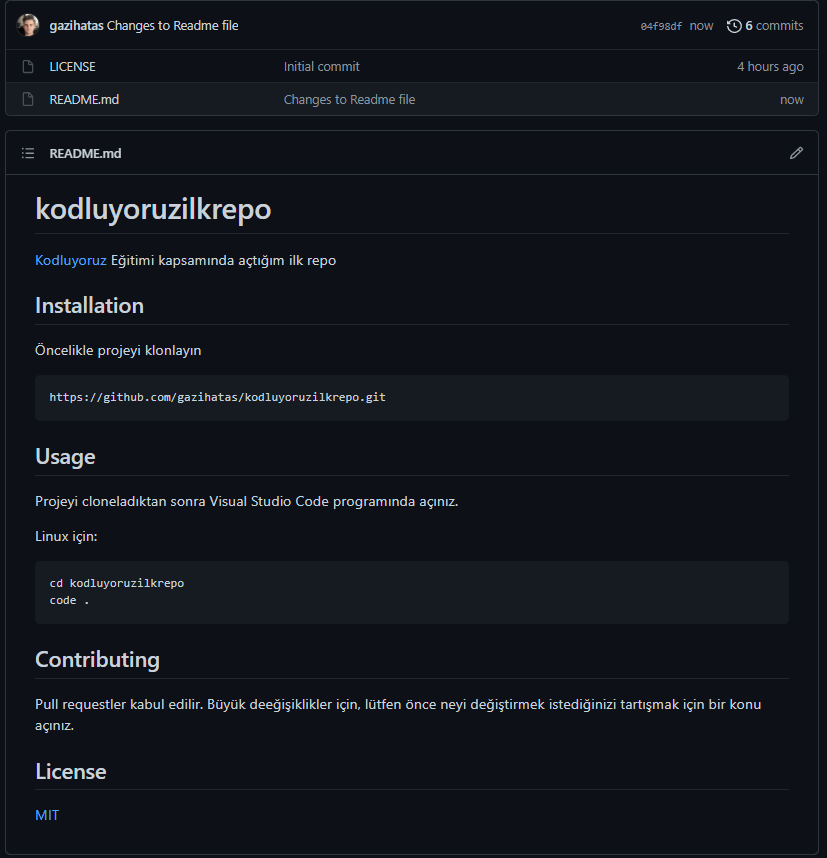 gazihatas Changes to Readme file 04f98df now 6 commits
LICENSE Initial commit 4 hours ago
README.md Changes to Readme file now
README.md
kodluyoruzilkrepo
Kodluyoruz Eğitimi kapsamında açtığım ilk repo
Installation
Öncelikle projeyi klonlayın
https://github.com/gazihatas/kodluyoruzilkrepo.git
Usage
Projeyi cloneladıktan sonra Visual Studio Code programında açınız.
Linux için:
cd kodluyoruzilkrepo
code .
Contributing
Pull requestler kabul edilir. Büyük deeğişiklikler için, lütfen önce neyi değiştirmek istediğinizi tartışmak için bir konu
açınız.
License
MIT